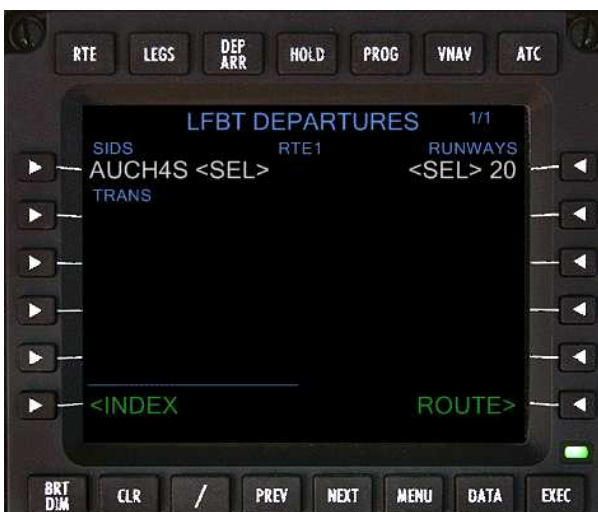 RTE LEGS DEP ARR HOLD PROG VNAV ATC
LFBT DEPARTURES 1/1
SIDS RTE1 RUNWAYS
AUCH4S <SEL> <SEL> 20
TRANS
<INDEX ROUTE>
BRT DIM CLR / PREV NEXT MENU DATA EXEC